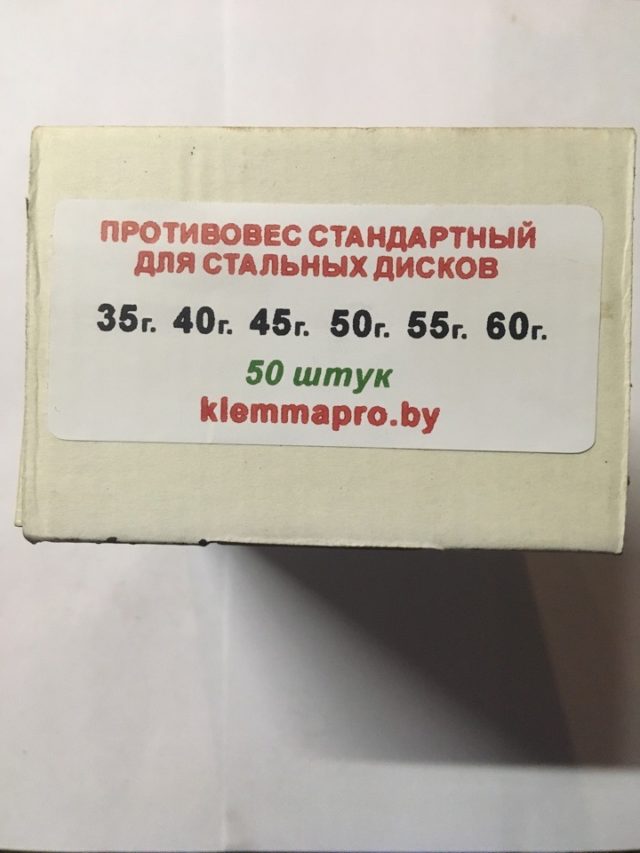 ПРОТИВОВЕС СТАНДАРТНЫЙ
ДЛЯ СТАЛЬНЫХ ДИСКОВ
35г. 40г. 45г. 50г. 55г. 60г.
50 штук
klemmapro.by